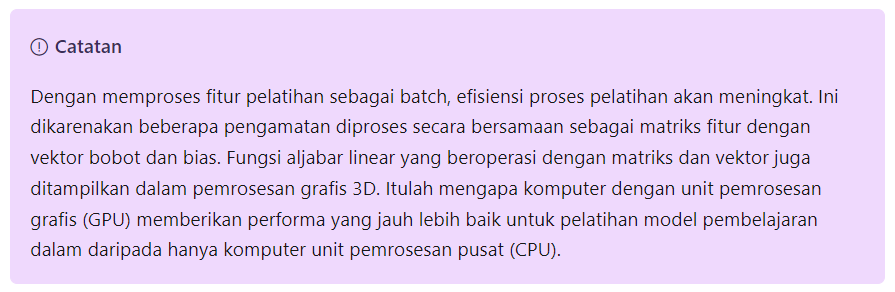 Catatan
Dengan memproses fitur pelatihan sebagai batch, efisiensi proses pelatihan akan meningkat. Ini
dikarenakan beberapa pengamatan diproses secara bersamaan sebagai matriks fitur dengan
vektor bobot dan bias. Fungsi aljabar linear yang beroperasi dengan matriks dan vektor juga
ditampilkan dalam pemrosesan grafis 3D. Itulah mengapa komputer dengan unit pemrosesan
grafis (GPU) memberikan performa yang jauh lebih baik untuk pelatihan model pembelajaran
dalam daripada hanya komputer unit pemrosesan pusat (CPU).